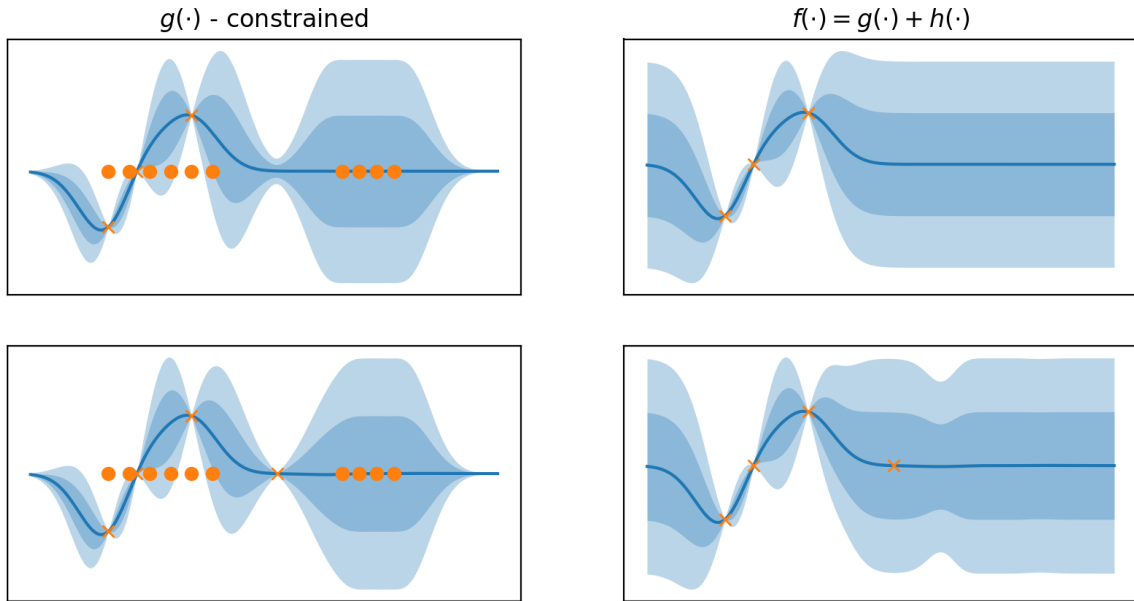 g(·) - constrained
f(·) = g(·) + h(·)